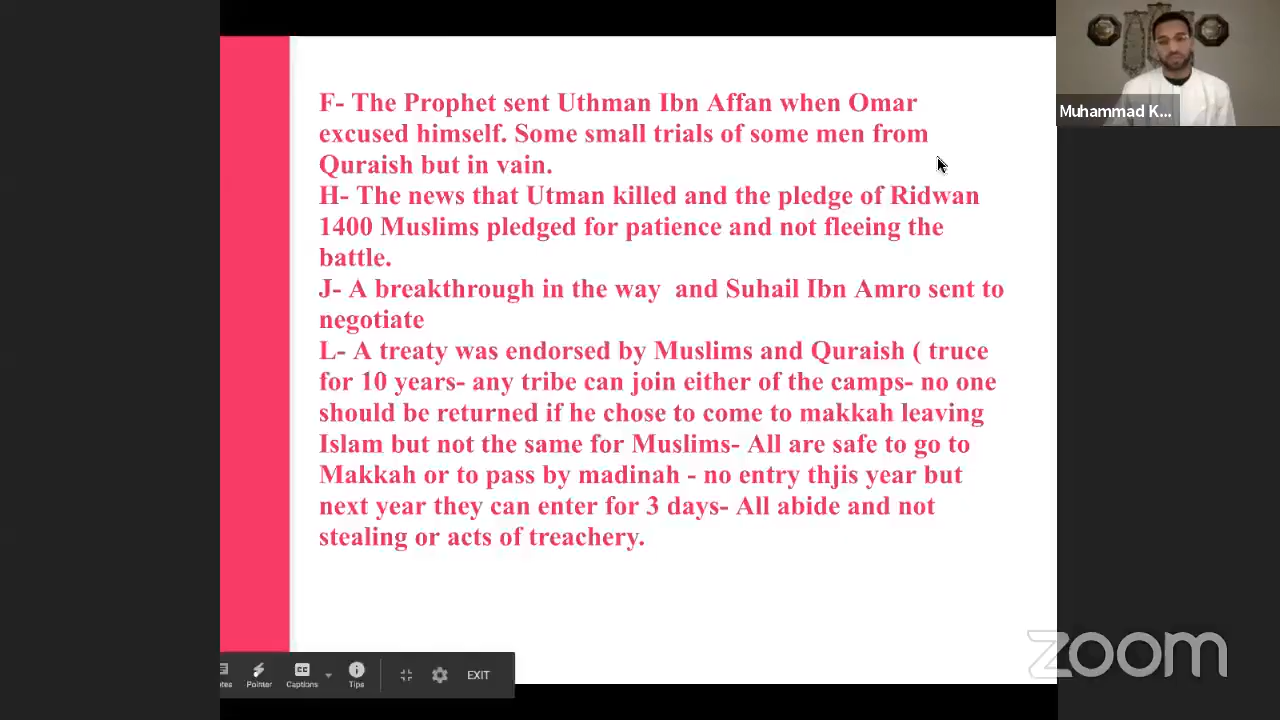 F- The Prophet sent Uthman Ibn Affan when Omar
excused himself. Some small trials of some men from
Quraish but in vain.
H- The news that Utman killed and the pledge of Ridwan
1400 Muslims pledged for patience and not fleeing the
battle.
J- A breakthrough in the way  and Suhail Ibn Amro sent to
negotiate
L- A treaty was endorsed by Muslims and Quraish ( truce
for 10 years- any tribe can join either of the camps- no one
should be returned if he chose to come to makkah leaving
Islam but not the same for Muslims- All are safe to go to
Makkah or to pass by madinah - no entry thjis year but
next year they can enter for 3 days- All abide and not
stealing or acts of treachery.
Muhammad K...
tes Pointer CC Captions Tips EXIT
zoom